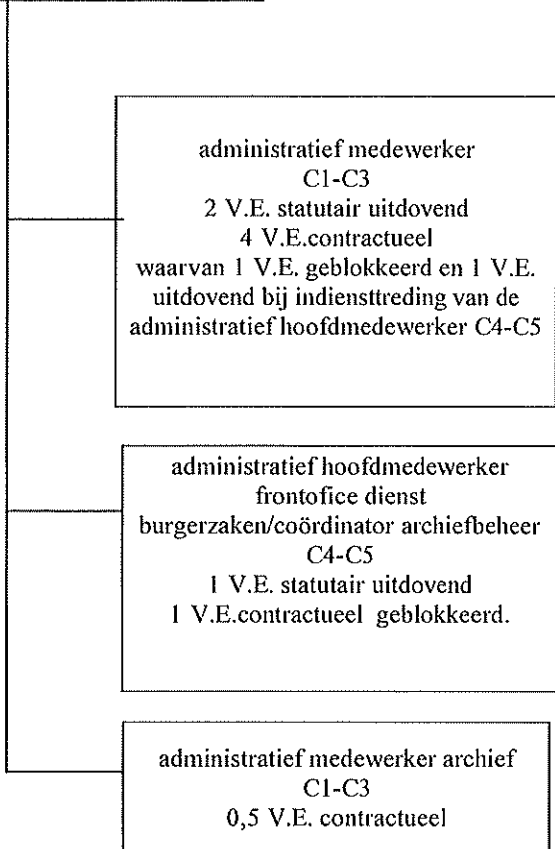 administratief medewerker
C1-C3
2 V.E. statutair uitdovend
4 V.E.contractueel
waarvan 1 V.E. geblokkeerd en 1 V.E.
uitdovend bij indiensttreding van de
administratief hoofdmedewerker C4-C5
administratief hoofdmedewerker
frontofice dienst
burgerzaken/coördinator archiefbeheer
C4-C5
1 V.E. statutair uitdovend
1 V.E.contractueel geblokkeerd.
administratief medewerker archief
C1-C3
0,5 V.E. contractueel